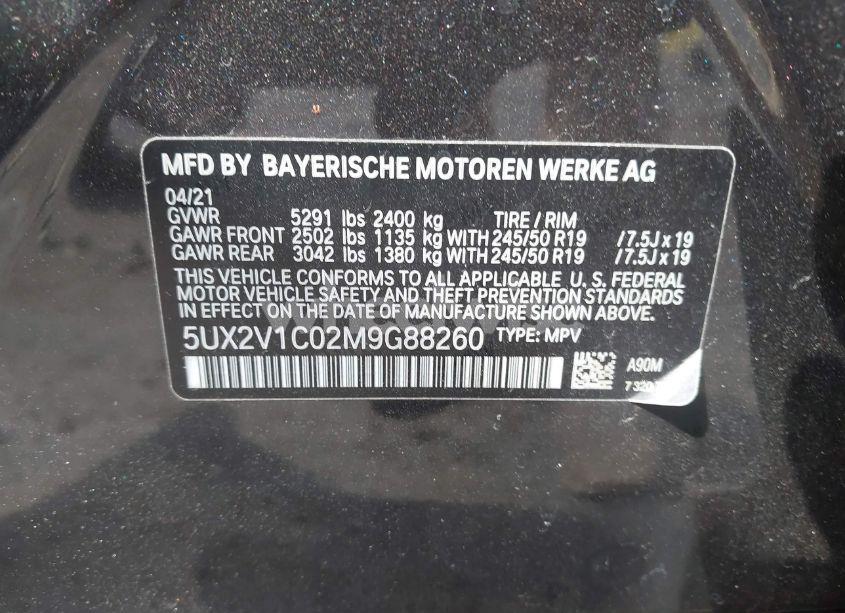 MFD BY BAYERISCHE MOTOREN WERKE AG
04/21
GVWR 5291 lbs 2400 kg TIRE / RIM
GAWR FRONT 2502 lbs 1135 kg WITH 245/50 R19 /7.5J x 19
GAWR REAR 3042 lbs 1380 kg WITH 245/50 R19 /7.5J x 19
THIS VEHICLE CONFORMS TO ALL APPLICABLE U. S. FEDERAL
MOTOR VEHICLE SAFETY AND THEFT PREVENTION STANDARDS
IN EFFECT ON THE DATE OF MANUFACTURE SHOWN ABOVE.
5UX2V1C02M9G88260 TYPE: MPV
A90M